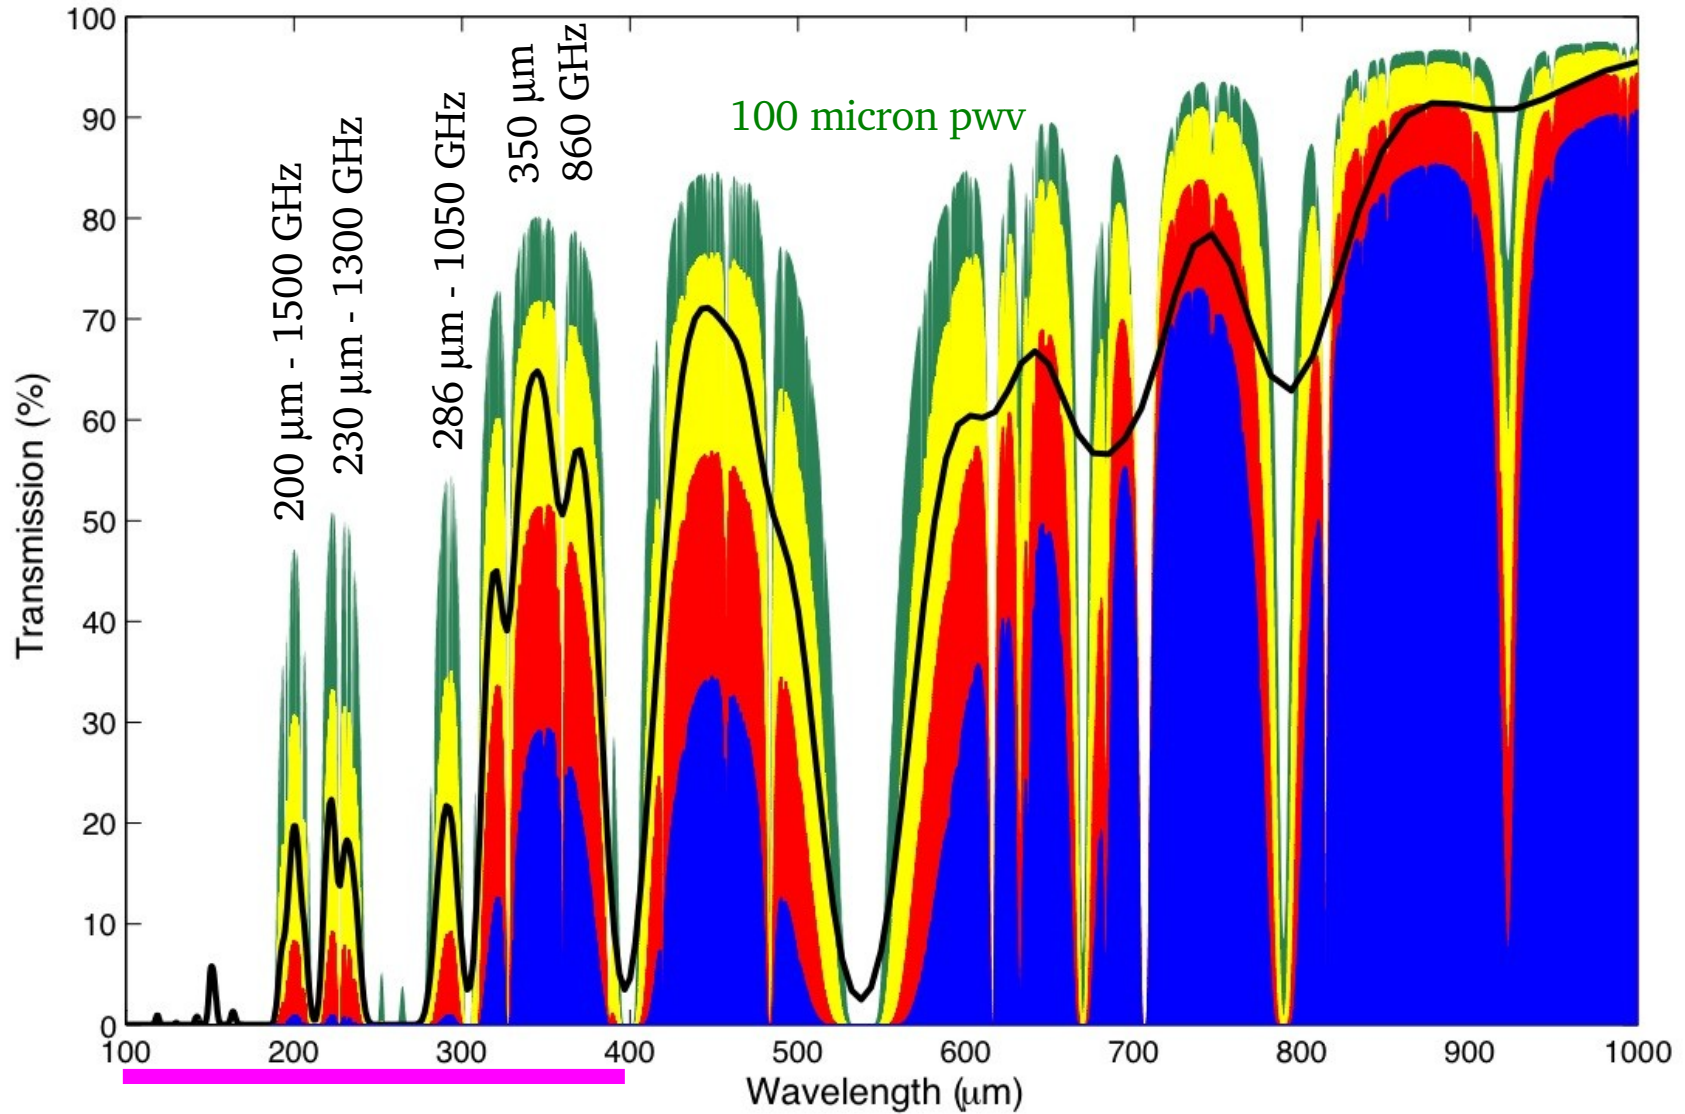 100
90
80
70
60
50
40
30
20
10
0
Transmission (%)
200 μm - 1500 GHz
230 μm - 1300 GHz
286 μm - 1050 GHz
350 μm
860 GHz
100 micron pwv
100 200 300 400 500 600 700 800 900 1000
Wavelength (μm)